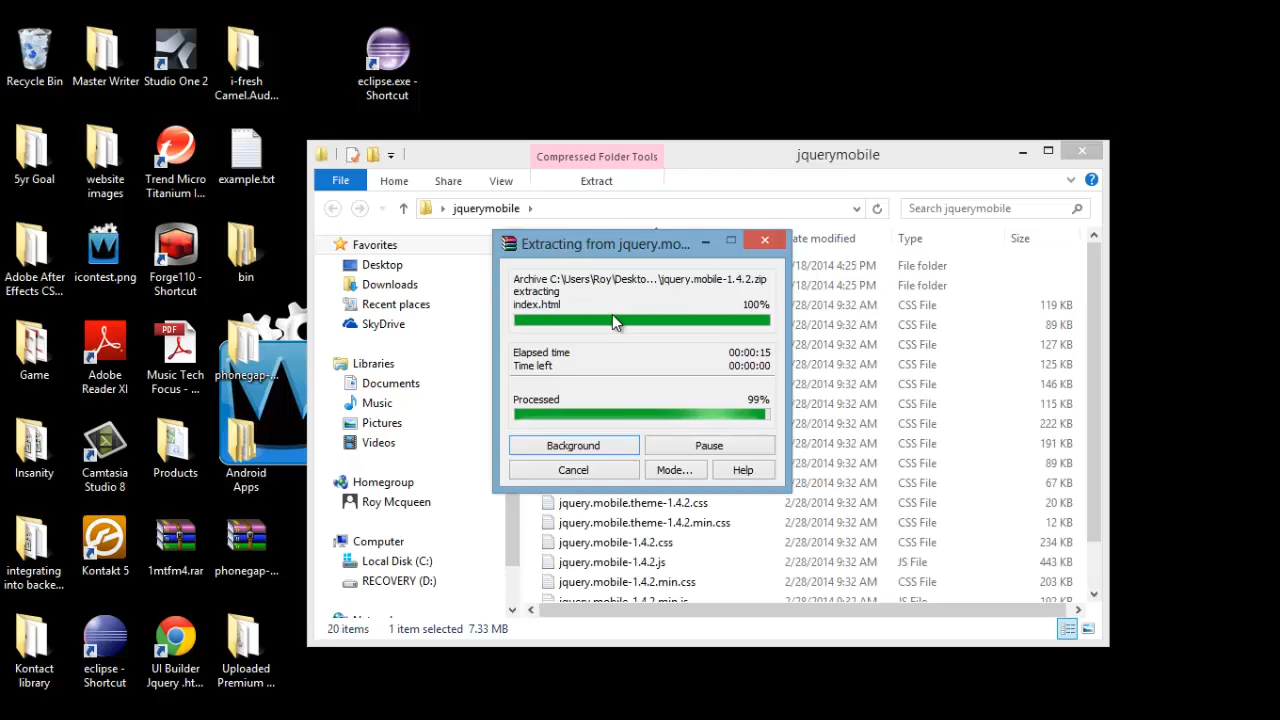 Recycle Bin
Master Writer
Studio One 2
i-fresh
Camel.Aud...
eclipse.exe -
Shortcut
5yr Goal
website
images
Trend Micro
Titanium I...
example.txt
Adobe After
Effects CS...
icontest.png
Forge110 -
Shortcut
bin
Game
Adobe
Reader XI
Music Tech
Focus - ...
phonegap-...
Insanity
Camtasia
Studio 8
Products
Android
Apps
integrating
into backe...
Kontakt 5
1mtfm4.rar
phonegap-...
Kontact
library
eclipse -
Shortcut
UI Builder
Jquery .ht...
Uploaded
Premium ...
Compressed Folder Tools
jquerymobile
File
Home
Share
View
Extract
jquerymobile
Search jquerymobile
Favorites
Desktop
Downloads
Recent places
SkyDrive
Libraries
Documents
Music
Pictures
Videos
Homegroup
Roy Mcqueen
Computer
Local Disk (C:)
RECOVERY (D:)
ate modified Type Size
/18/2014 4:25 PM File folder
/18/2014 4:25 PM File folder
/28/2014 9:32 AM CSS File 119 KB
/28/2014 9:32 AM CSS File 89 KB
/28/2014 9:32 AM CSS File 127 KB
/28/2014 9:32 AM CSS File 125 KB
/28/2014 9:32 AM CSS File 146 KB
/28/2014 9:32 AM CSS File 115 KB
/28/2014 9:32 AM CSS File 222 KB
/28/2014 9:32 AM CSS File 191 KB
/28/2014 9:32 AM CSS File 89 KB
/28/2014 9:32 AM CSS File 67 KB
jquery.mobile.theme-1.4.2.css 2/28/2014 9:32 AM CSS File 20 KB
jquery.mobile.theme-1.4.2.min.css 2/28/2014 9:32 AM CSS File 12 KB
jquery.mobile-1.4.2.css 2/28/2014 9:32 AM CSS File 234 KB
jquery.mobile-1.4.2.js 2/28/2014 9:32 AM JS File 443 KB
jquery.mobile-1.4.2.min.css 2/28/2014 9:32 AM CSS File 203 KB
jquery.mobile-1.4.2.min.js 2/28/2014 9:32 AM JS File 192 KB
20 items 1 item selected 7.33 MB
Extracting from jquery.mo...
Archive C:\Users\Roy\Deskto...\jquery.mobile-1.4.2.zip
extracting
index.html 100%
Elapsed time 00:00:15
Time left 00:00:00
Processed 99%
Background
Pause
Cancel
Mode...
Help